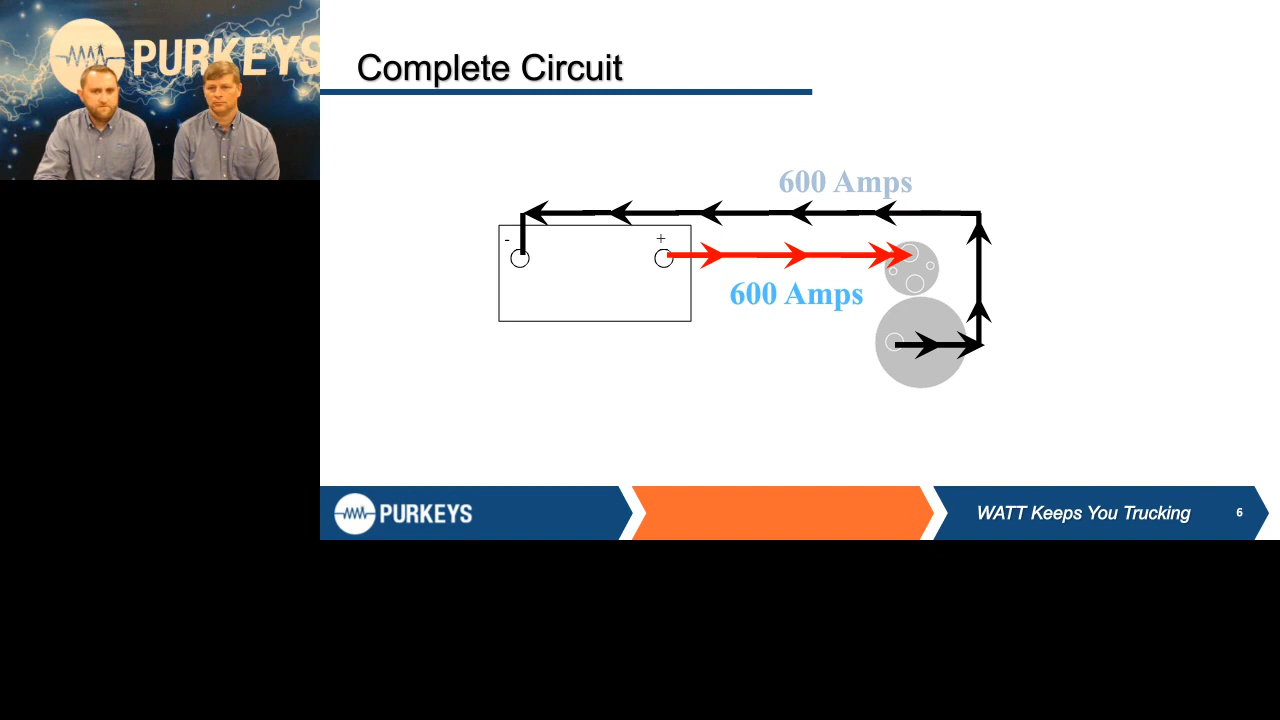 PURKEYS
Complete Circuit
600 Amps
- +
600 Amps
PURKEYS
WATT Keeps You Trucking
6